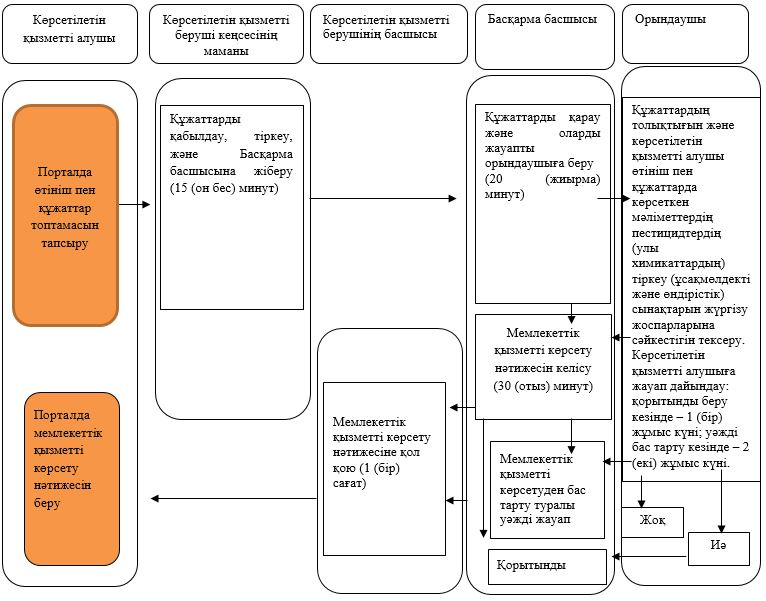 Көрсетілетін
қызметті алушы
Көрсетілетін қызметті
беруші кеңсесінің
маманы
Көрсетілетін қызметті
берушінің басшысы
Басқарма басшысы
Орындаушы
Порталда
өтініш пен
құжаттар
топтамасын
тапсыру
Құжаттарды
қабылдау, тіркеу,
және Басқарма
басшысына жіберу
(15 (он бес) минут)
Құжаттарды қарау
және оларды
жауапты
орындаушыға беру
(20 (жиырма)
минут)
Құжаттардың
толықтығын және
көрсетілетін
қызметті алушы
өтініш пен
құжаттарда
көрсеткен
мәліметтердің
пестицидтердің
(улы
химикаттардың)
тіркеу (ұсақмөлдекті
және өндірістік)
сынақтарын жүргізу
жоспарларына
сәйкестігін тексеру.
Көрсетілетін
қызметті алушыға
жауап дайындау:
қорытынды беру
кезінде – 1 (бір)
жұмыс күні; уәжді
бас тарту кезінде – 2
(екі) жұмыс күні.
Мемлекеттік
қызметті көрсету
нәтижесін келісу
(30 (отыз) минут)
Порталда
мемлекеттік
қызметті
көрсету
нәтижесін
беру
Мемлекеттік
қызметті көрсету
нәтижесіне қол
қою (1 (бір)
сағат)
Мемлекеттік
қызметті
көрсетуден бас
тарту туралы
уәжді жауап
Жоқ
Иә
Қорытынды